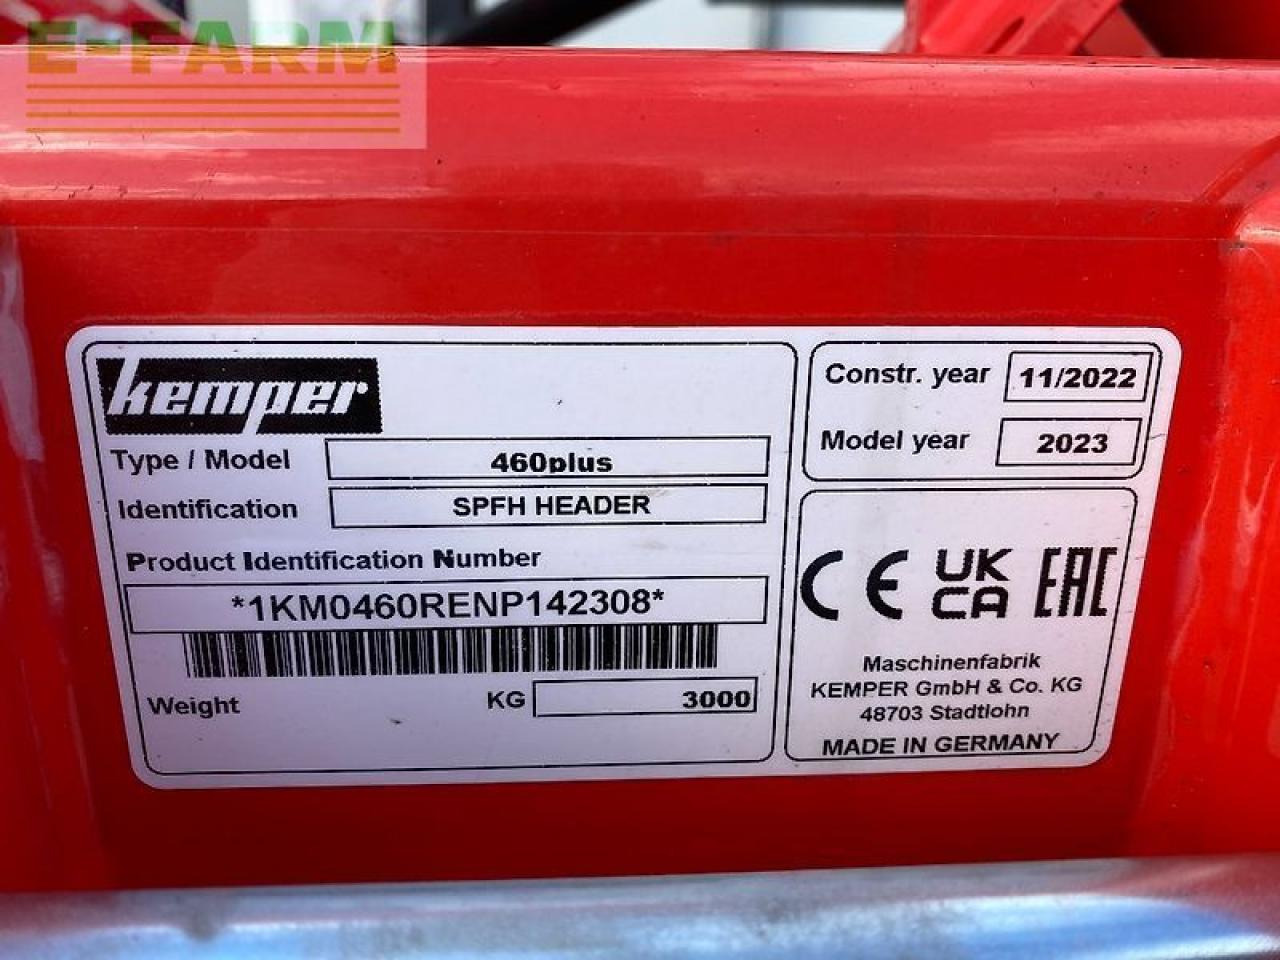 E-FARM
kemper
Type / Model 460plus
Identification SPFH HEADER
Product Identification Number
*1KM0460RENP142308*
Weight KG 3000
Constr. year 11/2022
Model year 2023
CE UK CA EAC
Maschinenfabrik
KEMPER GmbH & Co. KG
48703 Stadtlohn
MADE IN GERMANY